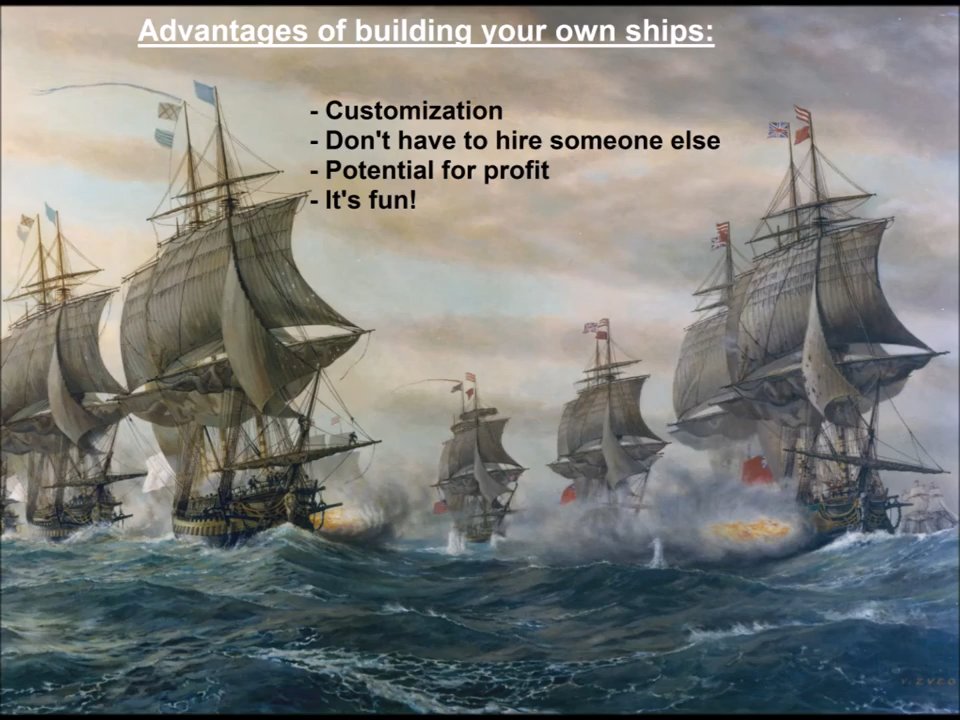 Advantages of building your own ships:
- Customization
- Don't have to hire someone else
- Potential for profit
- It's fun!